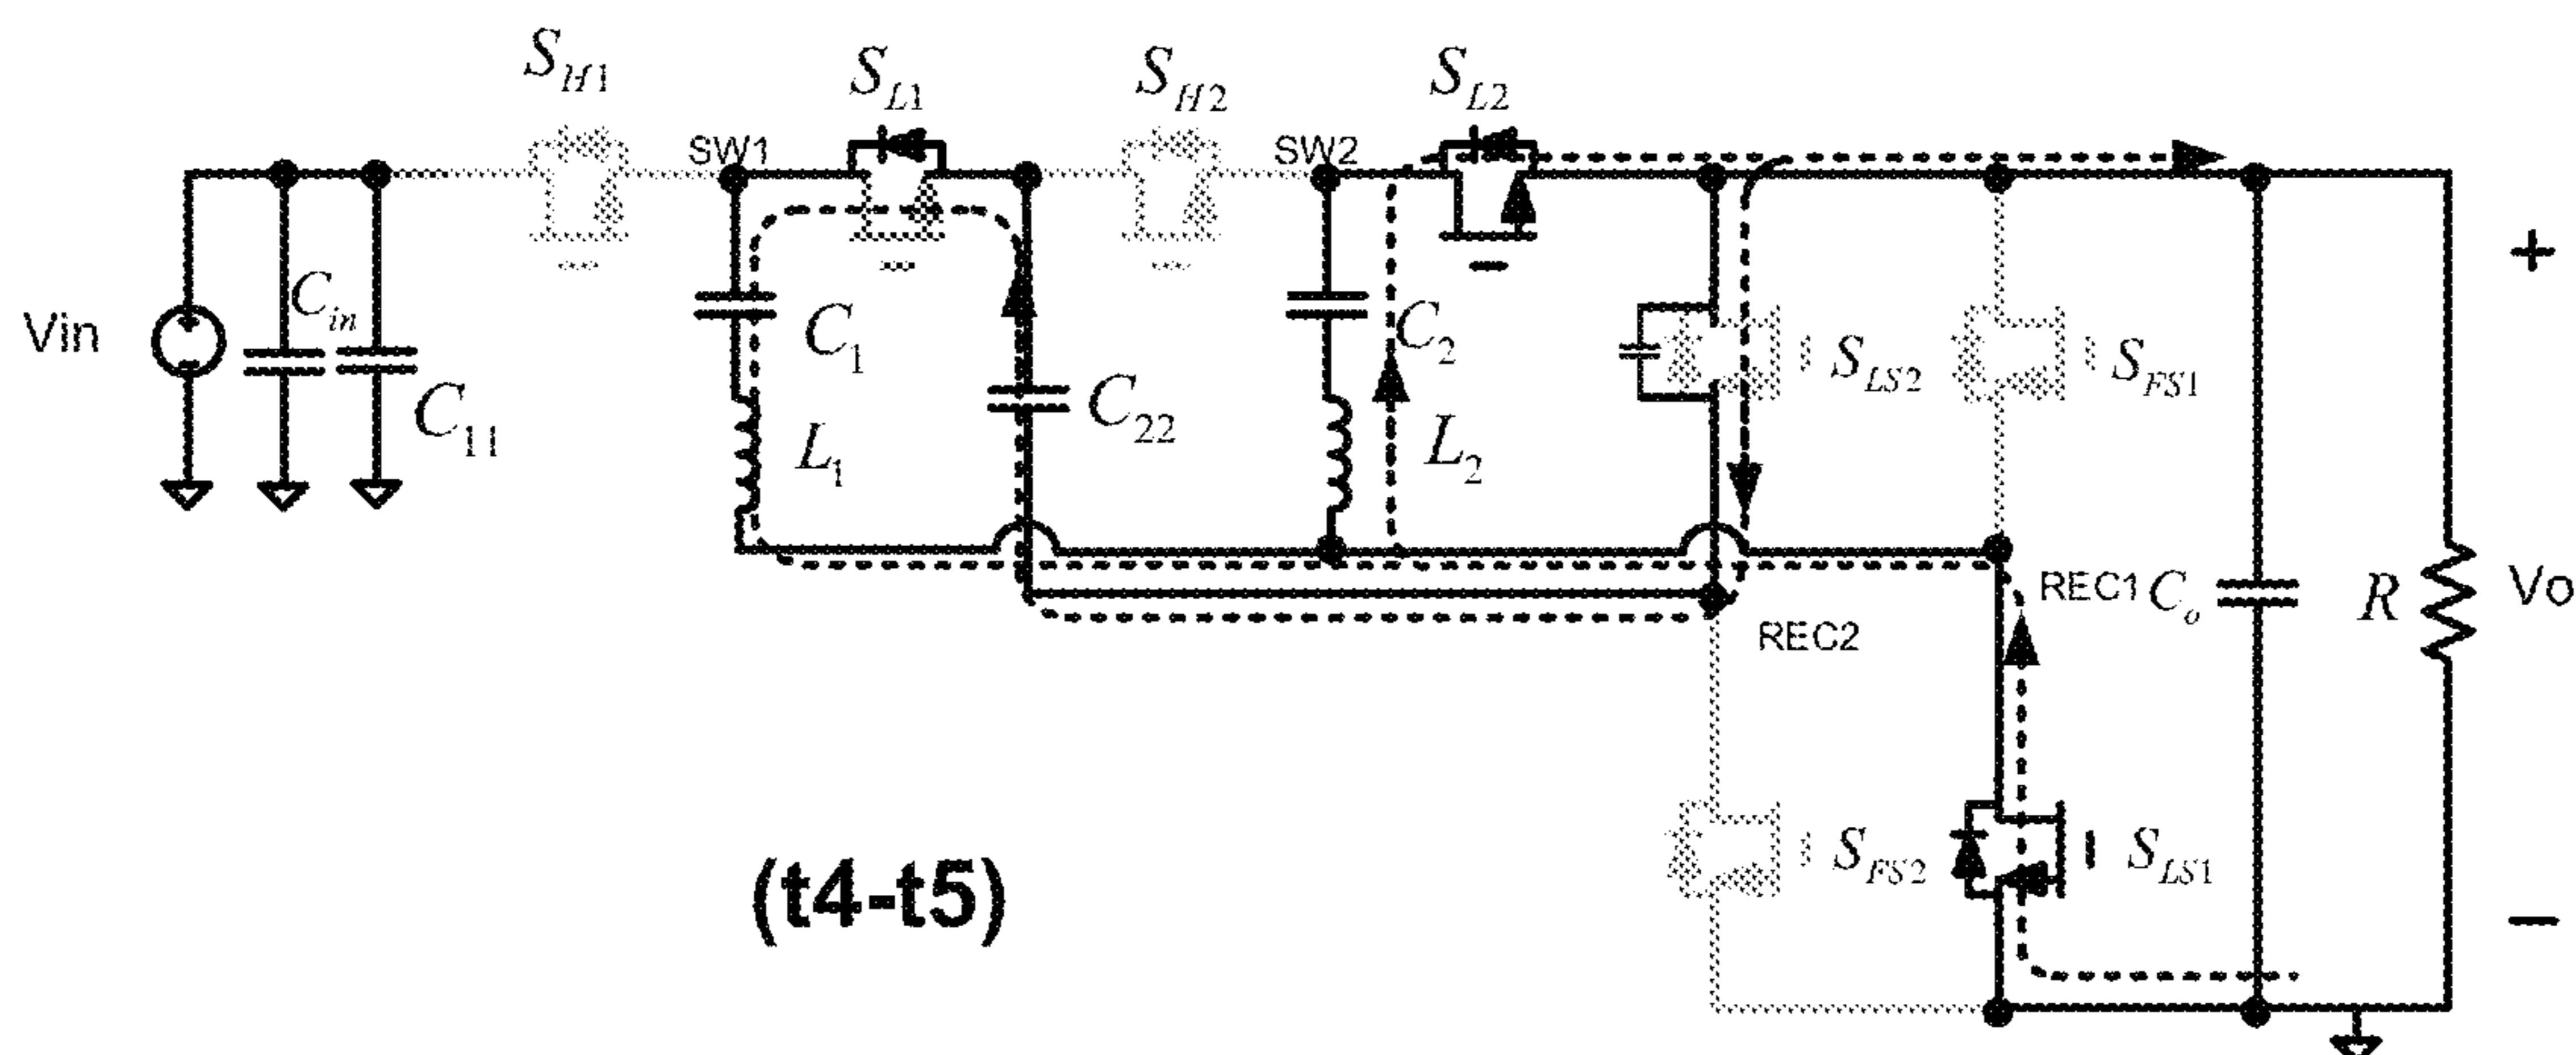 S_H1
S_L1
S_H2
S_L2
SW1
SW2
Vin
C_in
C_11
C_1
L_1
C_22
C_2
L_2
S_LS2
S_FS1
+
REC1
C_o
R
Vo
REC2
S_FS2
S_LS1
−
(t4-t5)